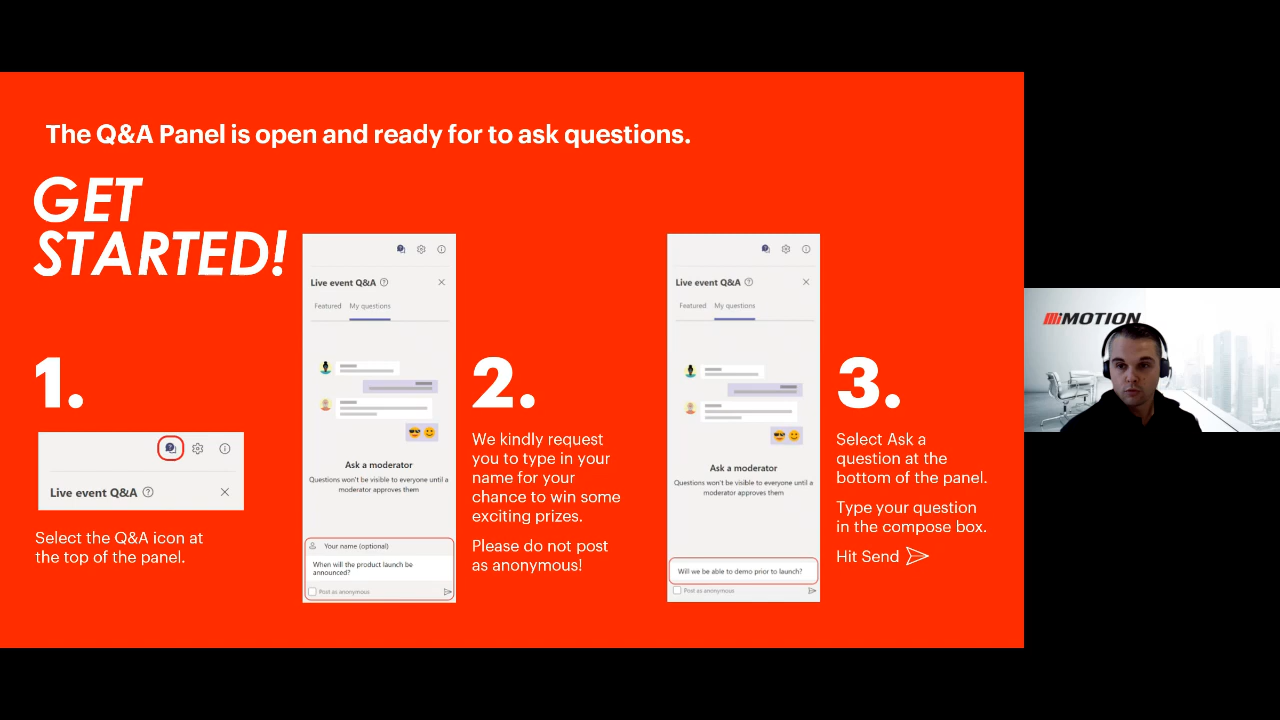 The Q&A Panel is open and ready for to ask questions.
GET
STARTED!
1.
Live event Q&A
Select the Q&A icon at
the top of the panel.
Live event Q&A
Featured My questions
Ask a moderator
Questions won't be visible to everyone until a
moderator approves them
Your name (optional)
When will the product launch be
announced?
Post as anonymous
2.
We kindly request
you to type in your
name for your
chance to win some
exciting prizes.
Please do not post
as anonymous!
Live event Q&A
Featured My questions
Ask a moderator
Questions won't be visible to everyone until a
moderator approves them
Will we be able to demo prior to launch?
Post as anonymous
3.
Select Ask a
question at the
bottom of the panel.
Type your question
in the compose box.
Hit Send
MOTION